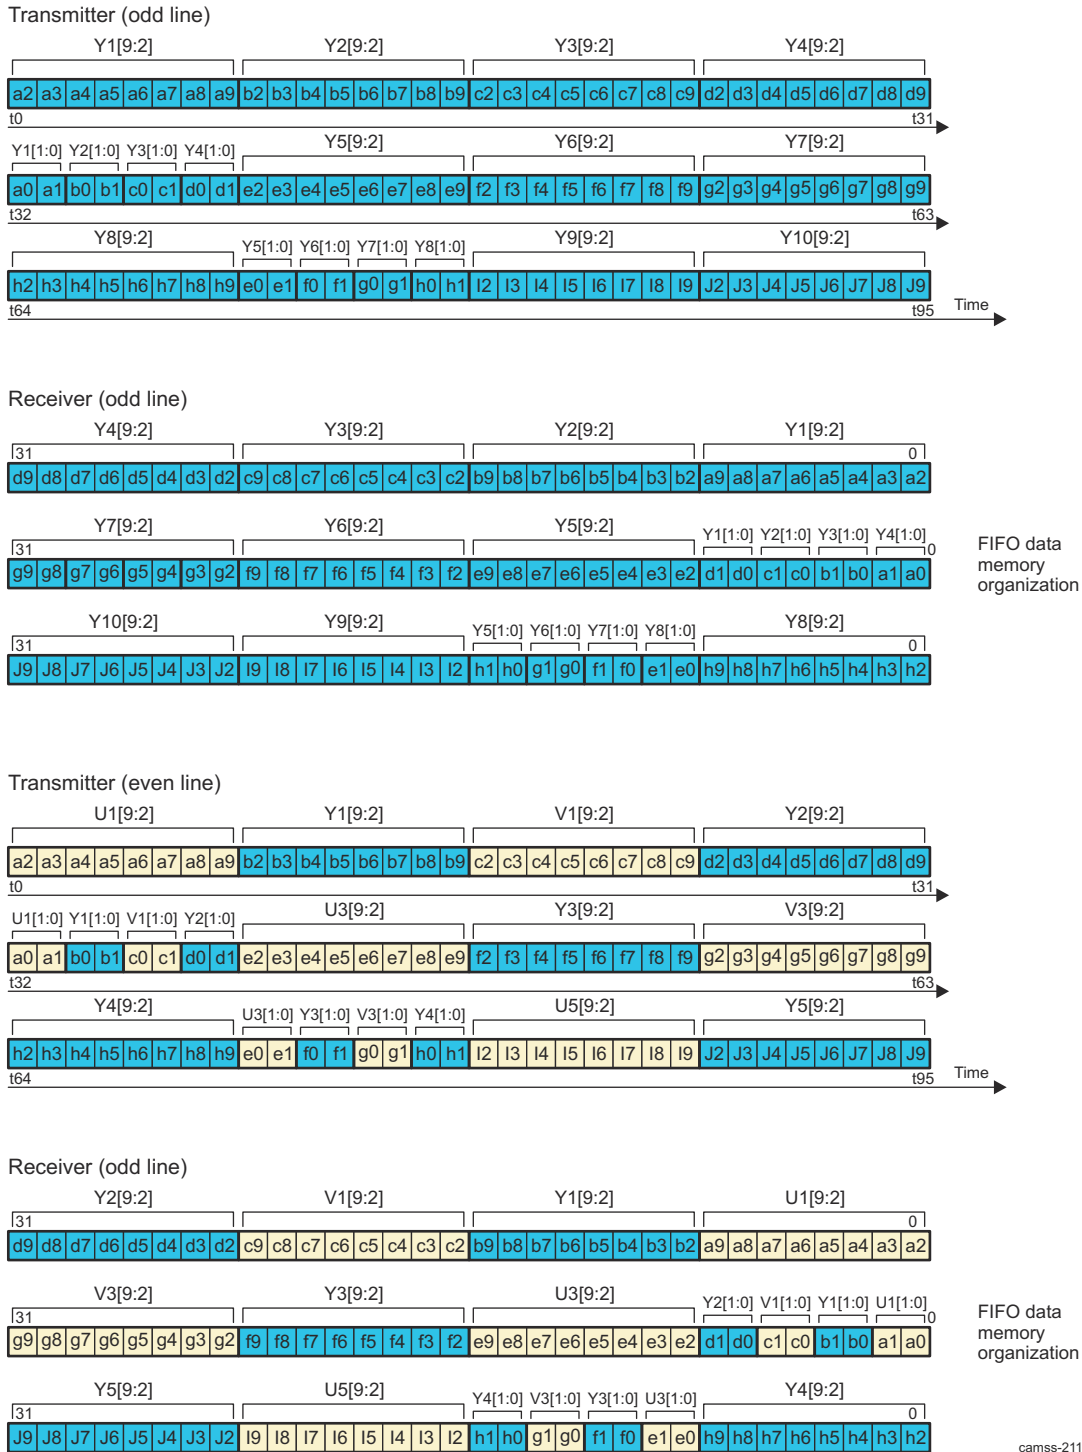 Transmitter (odd line)
Y1[9:2] Y2[9:2] Y3[9:2] Y4[9:2]
a2 a3 a4 a5 a6 a7 a8 a9 b2 b3 b4 b5 b6 b7 b8 b9 c2 c3 c4 c5 c6 c7 c8 c9 d2 d3 d4 d5 d6 d7 d8 d9
t0 t31
Y1[1:0] Y2[1:0] Y3[1:0] Y4[1:0] Y5[9:2] Y6[9:2] Y7[9:2]
a0 a1 b0 b1 c0 c1 d0 d1 e2 e3 e4 e5 e6 e7 e8 e9 f2 f3 f4 f5 f6 f7 f8 f9 g2 g3 g4 g5 g6 g7 g8 g9
t32 t63
Y8[9:2] Y5[1:0] Y6[1:0] Y7[1:0] Y8[1:0] Y9[9:2] Y10[9:2]
h2 h3 h4 h5 h6 h7 h8 h9 e0 e1 f0 f1 g0 g1 h0 h1 I2 I3 I4 I5 I6 I7 I8 I9 J2 J3 J4 J5 J6 J7 J8 J9
t64 t95 Time
Receiver (odd line)
Y4[9:2] Y3[9:2] Y2[9:2] Y1[9:2]
31 0
d9 d8 d7 d6 d5 d4 d3 d2 c9 c8 c7 c6 c5 c4 c3 c2 b9 b8 b7 b6 b5 b4 b3 b2 a9 a8 a7 a6 a5 a4 a3 a2
Y7[9:2] Y6[9:2] Y5[9:2] Y1[1:0] Y2[1:0] Y3[1:0] Y4[1:0]
31 0
g9 g8 g7 g6 g5 g4 g3 g2 f9 f8 f7 f6 f5 f4 f3 f2 e9 e8 e7 e6 e5 e4 e3 e2 d1 d0 c1 c0 b1 b0 a1 a0
FIFO data
memory
organization
Y10[9:2] Y9[9:2] Y5[1:0] Y6[1:0] Y7[1:0] Y8[1:0] Y8[9:2]
31 0
J9 J8 J7 J6 J5 J4 J3 J2 I9 I8 I7 I6 I5 I4 I3 I2 h1 h0 g1 g0 f1 f0 e1 e0 h9 h8 h7 h6 h5 h4 h3 h2
Transmitter (even line)
U1[9:2] Y1[9:2] V1[9:2] Y2[9:2]
a2 a3 a4 a5 a6 a7 a8 a9 b2 b3 b4 b5 b6 b7 b8 b9 c2 c3 c4 c5 c6 c7 c8 c9 d2 d3 d4 d5 d6 d7 d8 d9
t0 t31
U1[1:0] Y1[1:0] V1[1:0] Y2[1:0] U3[9:2] Y3[9:2] V3[9:2]
a0 a1 b0 b1 c0 c1 d0 d1 e2 e3 e4 e5 e6 e7 e8 e9 f2 f3 f4 f5 f6 f7 f8 f9 g2 g3 g4 g5 g6 g7 g8 g9
t32 t63
Y4[9:2] U3[1:0] Y3[1:0] V3[1:0] Y4[1:0] U5[9:2] Y5[9:2]
h2 h3 h4 h5 h6 h7 h8 h9 e0 e1 f0 f1 g0 g1 h0 h1 I2 I3 I4 I5 I6 I7 I8 I9 J2 J3 J4 J5 J6 J7 J8 J9
t64 t95 Time
Receiver (odd line)
Y2[9:2] V1[9:2] Y1[9:2] U1[9:2]
31 0
d9 d8 d7 d6 d5 d4 d3 d2 c9 c8 c7 c6 c5 c4 c3 c2 b9 b8 b7 b6 b5 b4 b3 b2 a9 a8 a7 a6 a5 a4 a3 a2
V3[9:2] Y3[9:2] U3[9:2] Y2[1:0] V1[1:0] Y1[1:0] U1[1:0]
31 0
g9 g8 g7 g6 g5 g4 g3 g2 f9 f8 f7 f6 f5 f4 f3 f2 e9 e8 e7 e6 e5 e4 e3 e2 d1 d0 c1 c0 b1 b0 a1 a0
FIFO data
memory
organization
Y5[9:2] U5[9:2] Y4[1:0] V3[1:0] Y3[1:0] U3[1:0] Y4[9:2]
31 0
J9 J8 J7 J6 J5 J4 J3 J2 I9 I8 I7 I6 I5 I4 I3 I2 h1 h0 g1 g0 f1 f0 e1 e0 h9 h8 h7 h6 h5 h4 h3 h2
camss-211